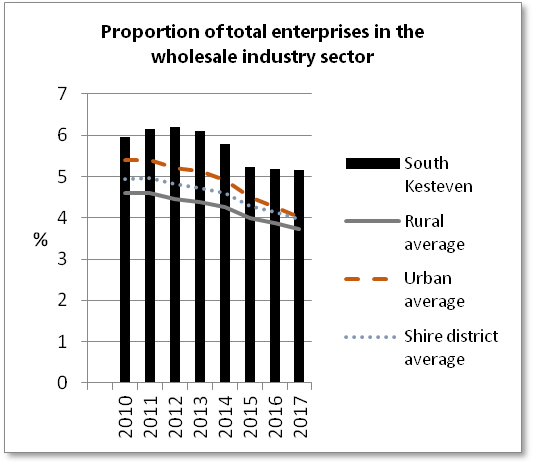 Proportion of total enterprises in the
wholesale industry sector
7
6
5
4
3
2
1
0
%
2010
2011
2012
2013
2014
2015
2016
2017
South
Kesteven
Rural
average
Urban
average
Shire district
average